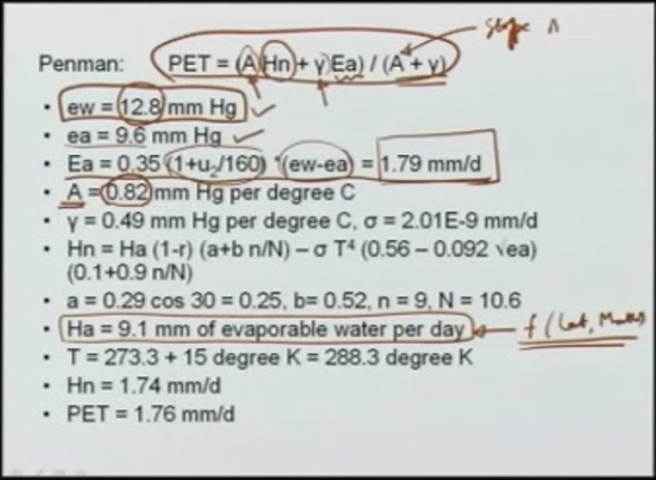 slope A
Penman: PET = (A Hn + γ Ea) / (A + γ)
• ew = 12.8 mm Hg
• ea = 9.6 mm Hg
• Ea = 0.35 (1+u₂/160) * (ew-ea) = 1.79 mm/d
• A = 0.82 mm Hg per degree C
• γ = 0.49 mm Hg per degree C, σ = 2.01E-9 mm/d
• Hn = Ha (1-r) (a+b n/N) – σ T⁴ (0.56 – 0.092 √ea)
(0.1+0.9 n/N)
• a = 0.29 cos 30 = 0.25, b= 0.52, n = 9, N = 10.6
• Ha = 9.1 mm of evaporable water per day f (Lat, Month)
• T = 273.3 + 15 degree K = 288.3 degree K
• Hn = 1.74 mm/d
• PET = 1.76 mm/d